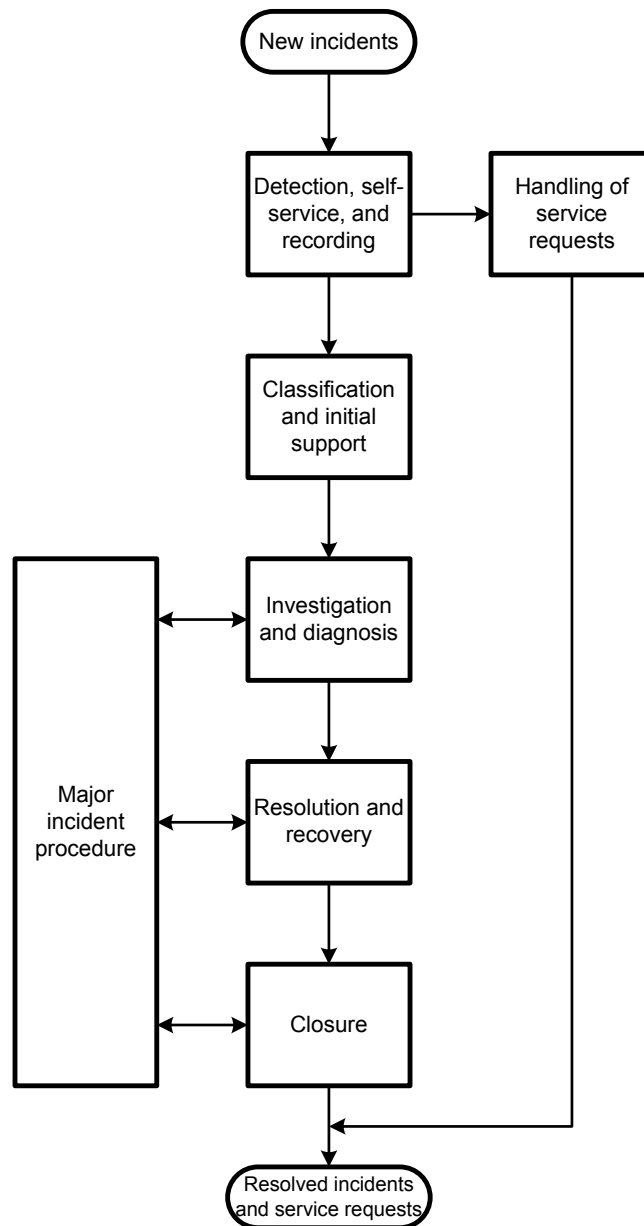 New incidents
Detection, self-
service, and
recording
Handling of
service
requests
Classification
and initial
support
Investigation
and diagnosis
Major
incident
procedure
Resolution and
recovery
Closure
Resolved incidents
and service requests